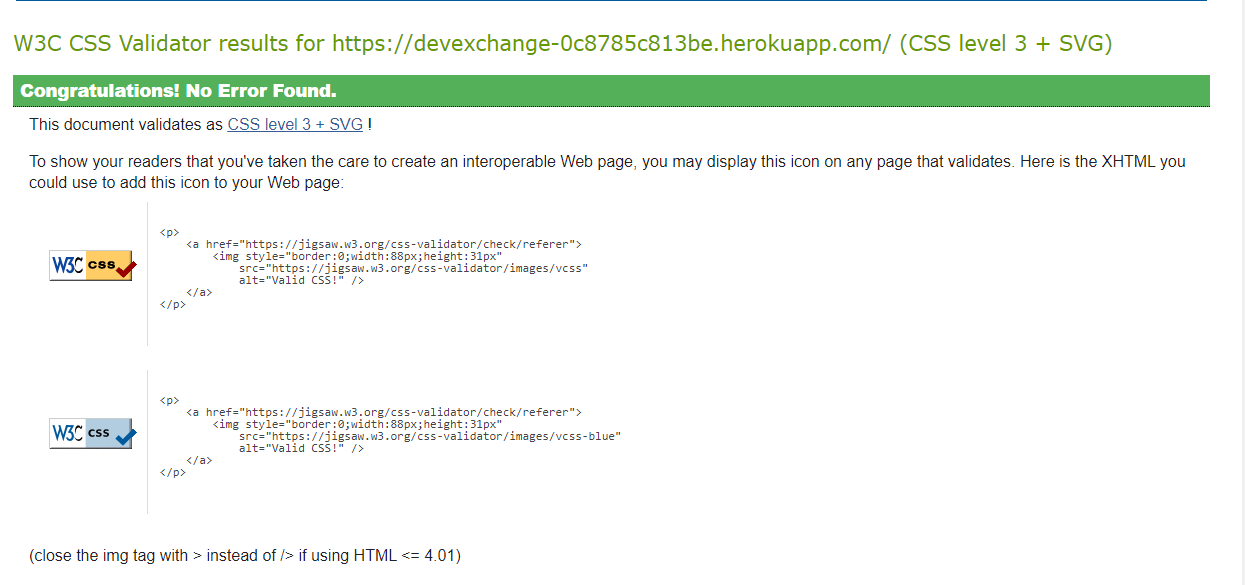 W3C CSS Validator results for https://devexchange-0c8785c813be.herokuapp.com/ (CSS level 3 + SVG)
Congratulations! No Error Found.
This document validates as CSS level 3 + SVG !
To show your readers that you've taken the care to create an interoperable Web page, you may display this icon on any page that validates. Here is the XHTML you
could use to add this icon to your Web page:
W3C css
<p>
    <a href="https://jigsaw.w3.org/css-validator/check/referer">
        <img style="border:0;width:88px;height:31px"
            src="https://jigsaw.w3.org/css-validator/images/vcss"
            alt="Valid CSS!" />
    </a>
</p>
W3C css
<p>
    <a href="https://jigsaw.w3.org/css-validator/check/referer">
        <img style="border:0;width:88px;height:31px"
            src="https://jigsaw.w3.org/css-validator/images/vcss-blue"
            alt="Valid CSS!" />
    </a>
</p>
(close the img tag with > instead of /> if using HTML <= 4.01)